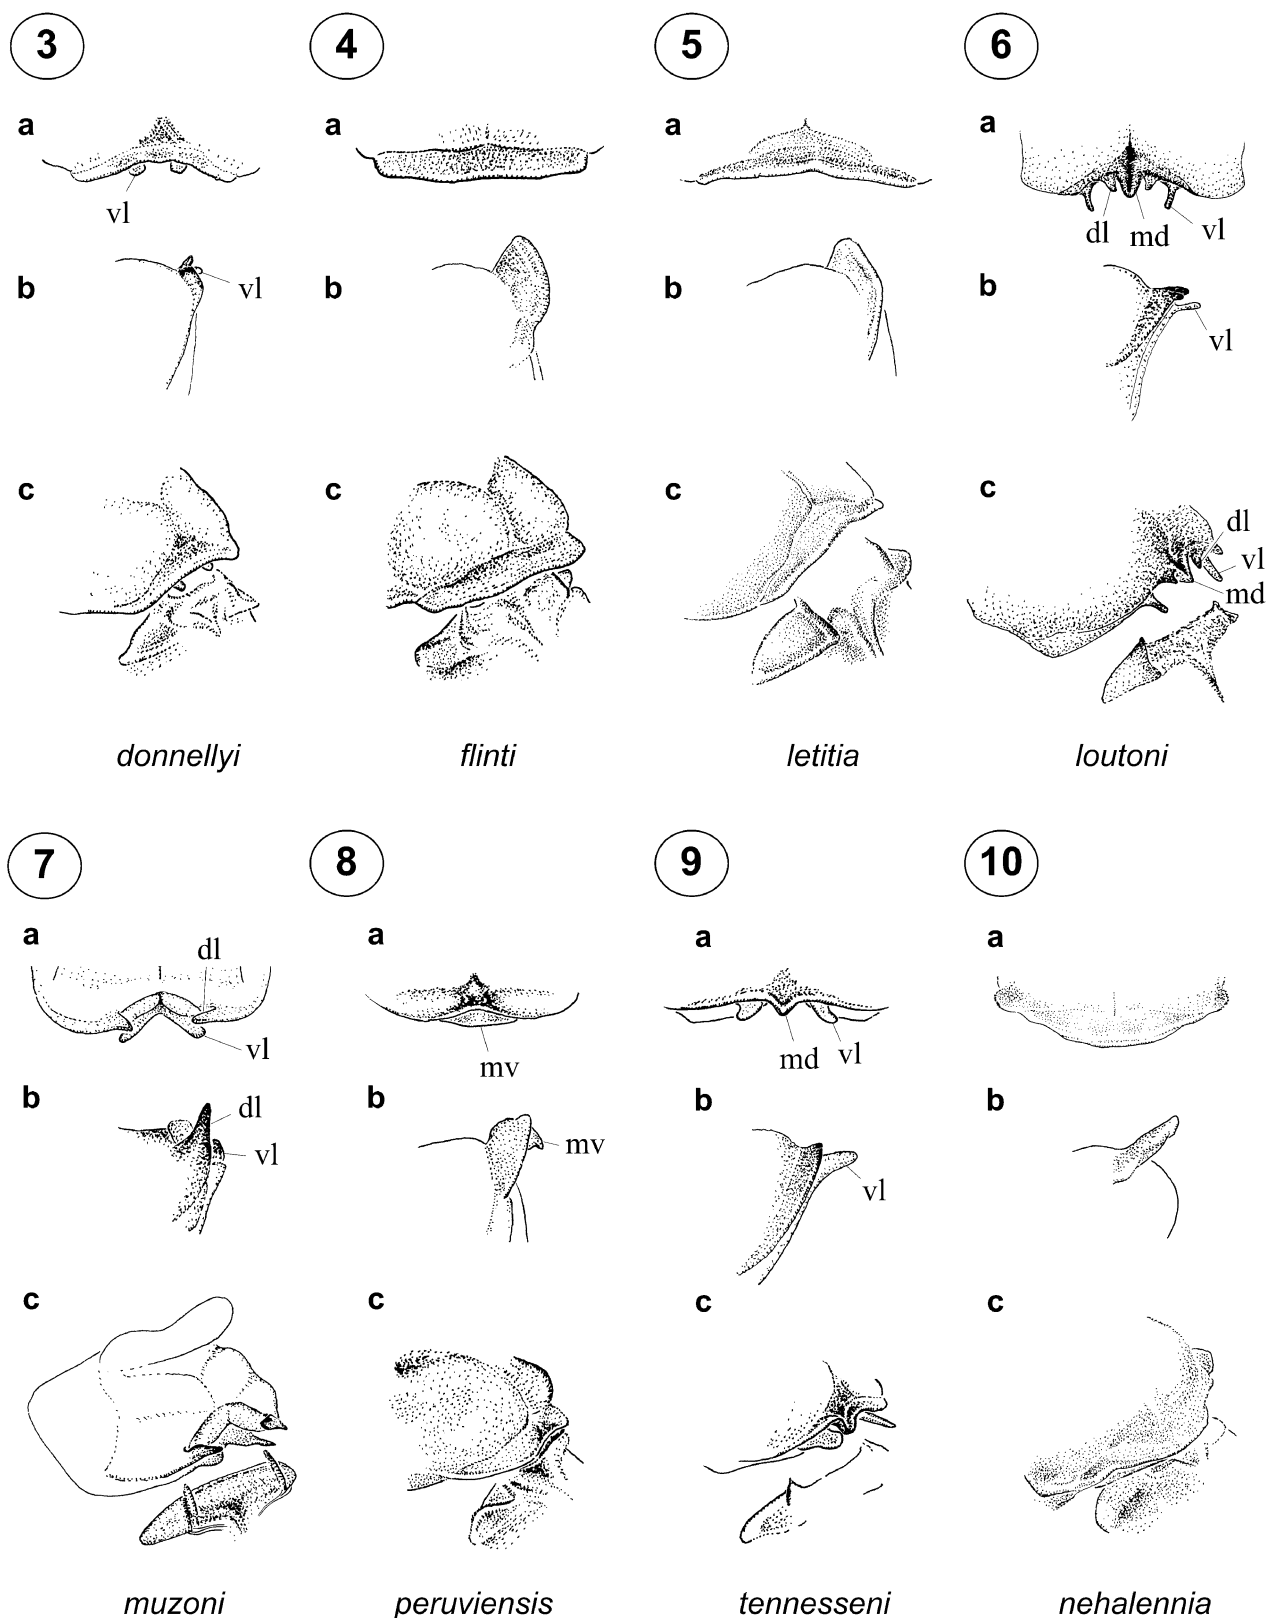 3 4 5 6
a a a a
vl
dl md vl
b b b b
vl
vl
c c c c
dl
vl
md
donnellyi flinti letitia loutoni
7 8 9 10
a a a a
dl
vl
mv
md vl
b b b b
dl
vl
mv
vl
c c c c
muzoni peruviensis tennesseni nehalennia